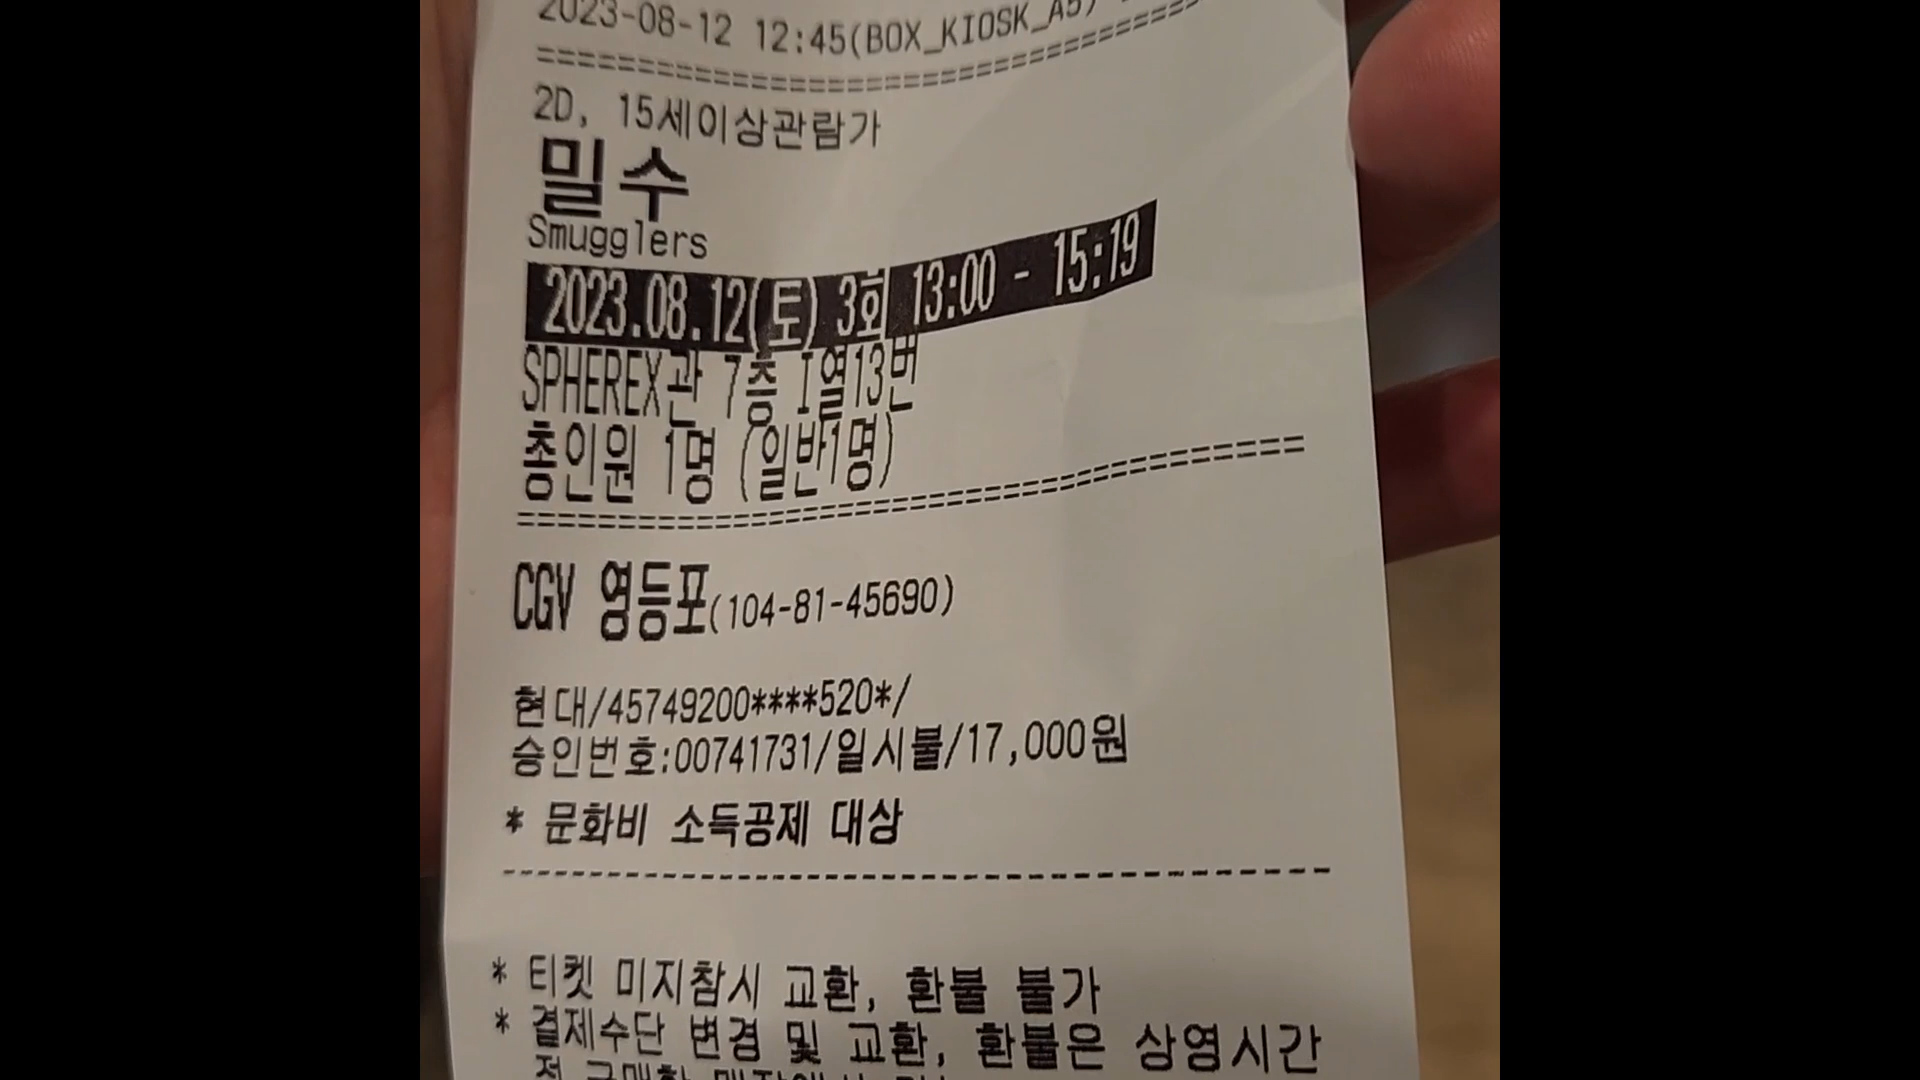 2023-08-12 12:45(BOX_KIOSK_A5)
2D, 15세이상관람가
밀수
Smugglers
2023.08.12(토) 3회 13:00 - 15:19
SPHEREX관 7층 I열13번
총인원 1명 (일반1명)
CGV 영등포(104-81-45690)
현대/45749200****520*/
승인번호:00741731/일시불/17,000원
* 문화비 소득공제 대상
* 티켓 미지참시 교환, 환불 불가
* 결제수단 변경 및 교환, 환불은 상영시간
전 구매한